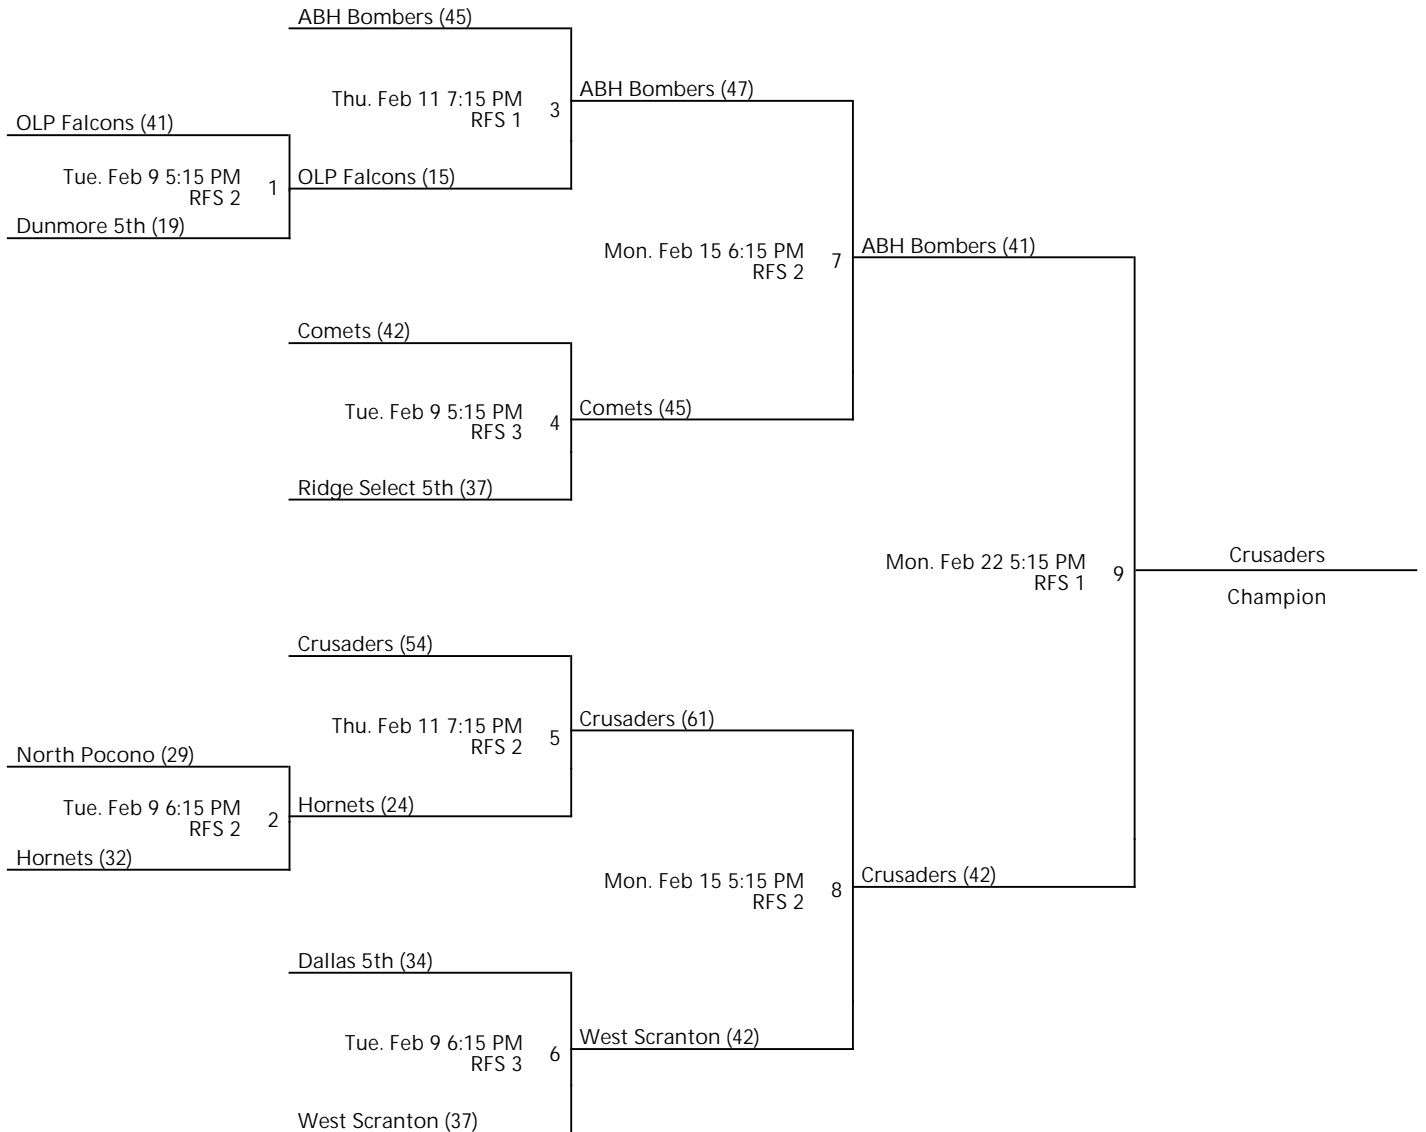 ABH Bombers (45)
Thu. Feb 11 7:15 PM
RFS 1
3
ABH Bombers (47)
OLP Falcons (41)
Tue. Feb 9 5:15 PM
RFS 2
1
OLP Falcons (15)
Dunmore 5th (19)
Mon. Feb 15 6:15 PM
RFS 2
7
ABH Bombers (41)
Comets (42)
Tue. Feb 9 5:15 PM
RFS 3
4
Comets (45)
Ridge Select 5th (37)
Mon. Feb 22 5:15 PM
RFS 1
9
Crusaders
Champion
Crusaders (54)
Thu. Feb 11 7:15 PM
RFS 2
5
Crusaders (61)
North Pocono (29)
Tue. Feb 9 6:15 PM
RFS 2
2
Hornets (24)
Hornets (32)
Mon. Feb 15 5:15 PM
RFS 2
8
Crusaders (42)
Dallas 5th (34)
Tue. Feb 9 6:15 PM
RFS 3
6
West Scranton (42)
West Scranton (37)